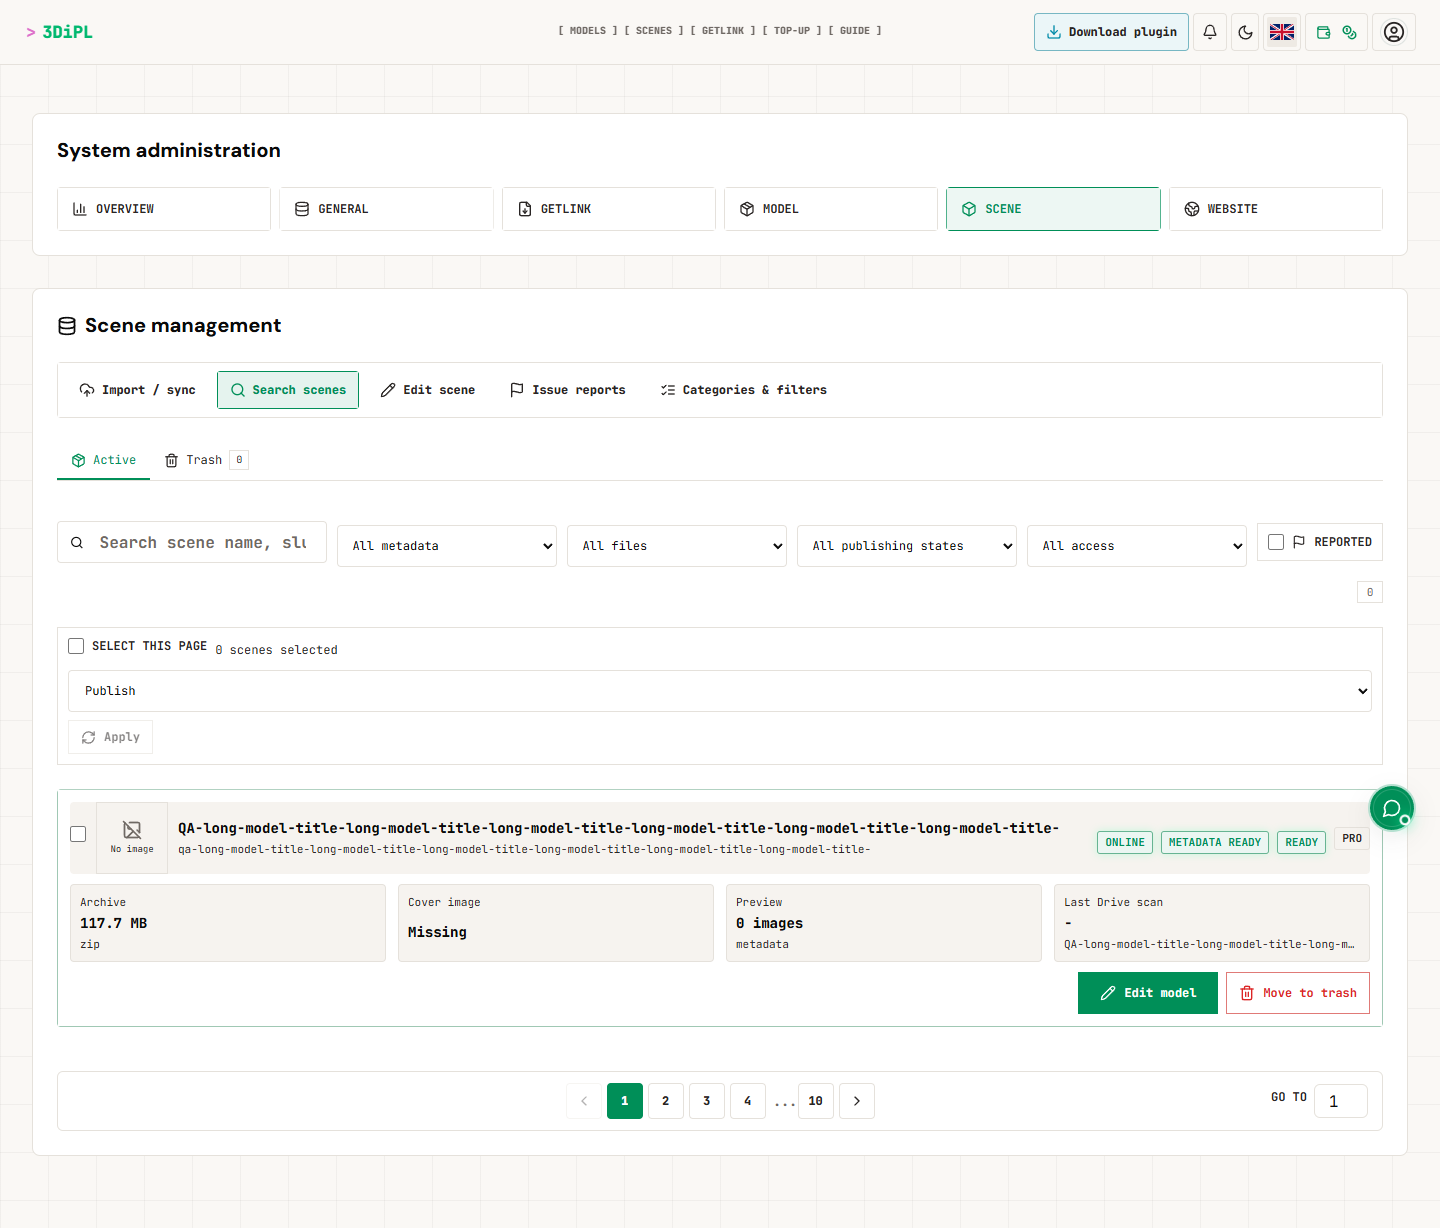 > 3DiPL
[ MODELS ] [ SCENES ] [ GETLINK ] [ TOP-UP ] [ GUIDE ]
Download plugin
System administration
OVERVIEW
GENERAL
GETLINK
MODEL
SCENE
WEBSITE
Scene management
Import / sync
Search scenes
Edit scene
Issue reports
Categories & filters
Active
Trash 0
Search scene name, slu
All metadata
All files
All publishing states
All access
REPORTED
0
SELECT THIS PAGE 0 scenes selected
Publish
Apply
No image
QA-long-model-title-long-model-title-long-model-title-long-model-title-long-model-title-long-model-title-
qa-long-model-title-long-model-title-long-model-title-long-model-title-long-model-title-long-model-title-
ONLINE
METADATA READY
READY
PRO
Archive
117.7 MB
zip
Cover image
Missing
Preview
0 images
metadata
Last Drive scan
-
QA-long-model-title-long-model-title-long-m…
Edit model
Move to trash
1 2 3 4 ... 10
GO TO 1